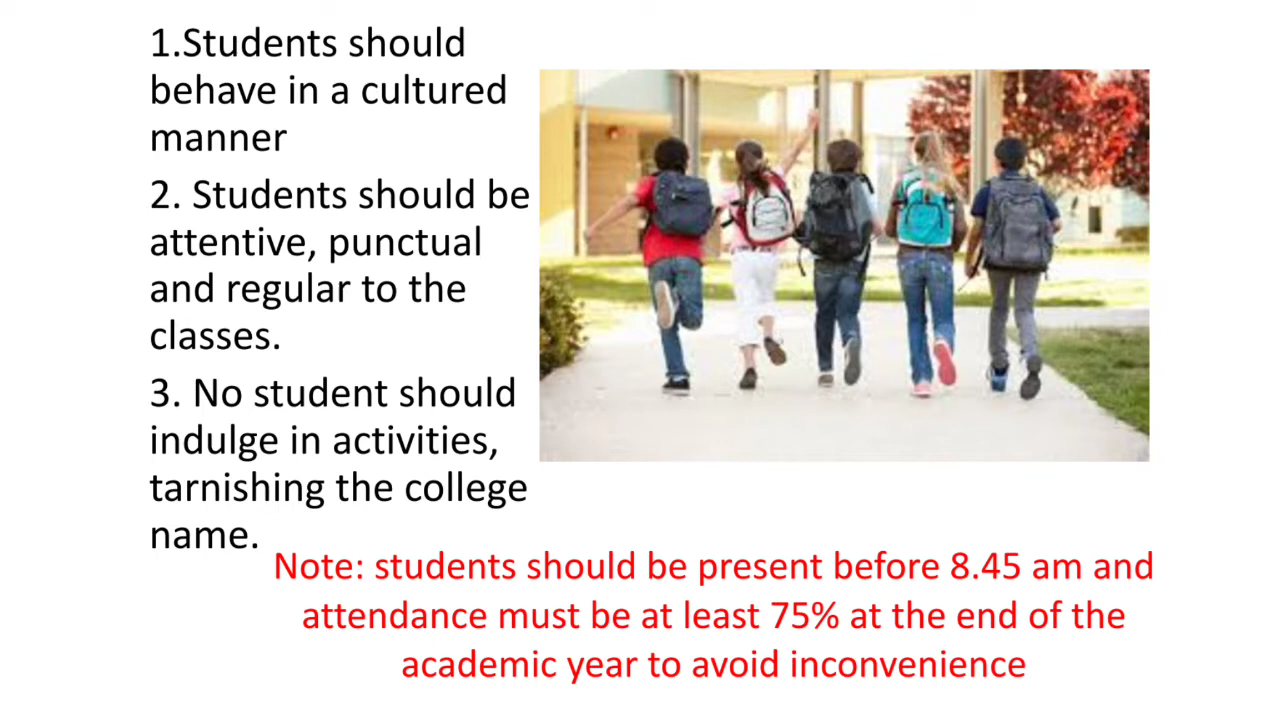 1.Students should
behave in a cultured
manner
2. Students should be
attentive, punctual
and regular to the
classes.
3. No student should
indulge in activities,
tarnishing the college
name.
Note: students should be present before 8.45 am and
attendance must be at least 75% at the end of the
academic year to avoid inconvenience